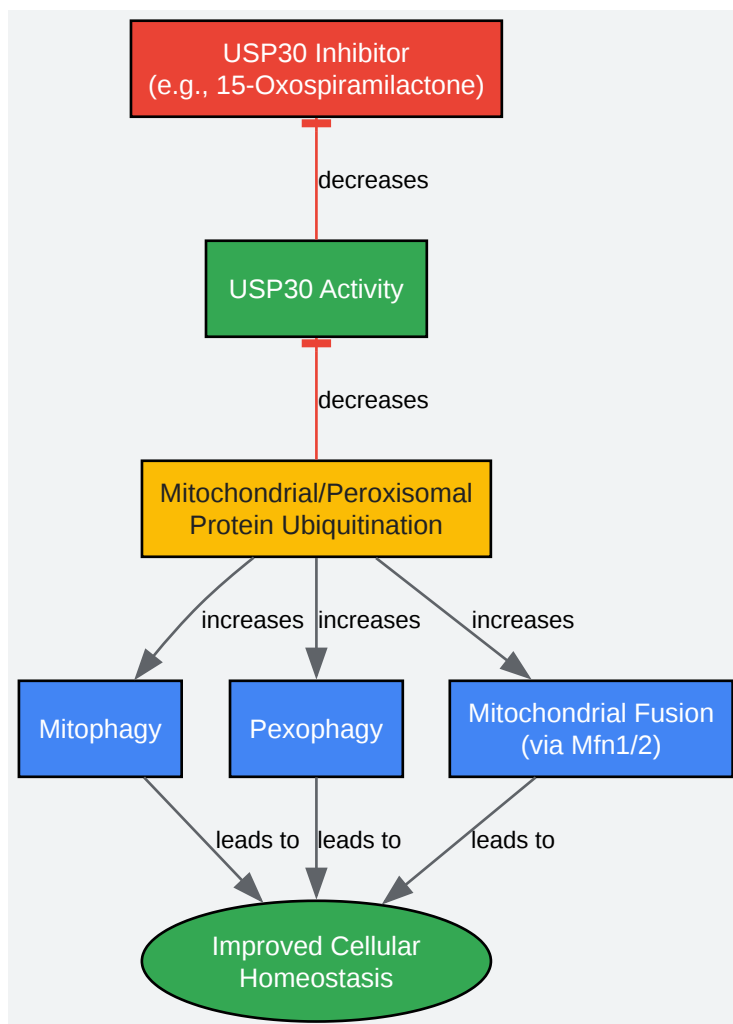 USP30 Inhibitor
(e.g., 15-Oxospiramilactone)
decreases
USP30 Activity
decreases
Mitochondrial/Peroxisomal
Protein Ubiquitination
increases
increases
increases
Mitophagy
Pexophagy
Mitochondrial Fusion
(via Mfn1/2)
leads to
leads to
leads to
Improved Cellular
Homeostasis